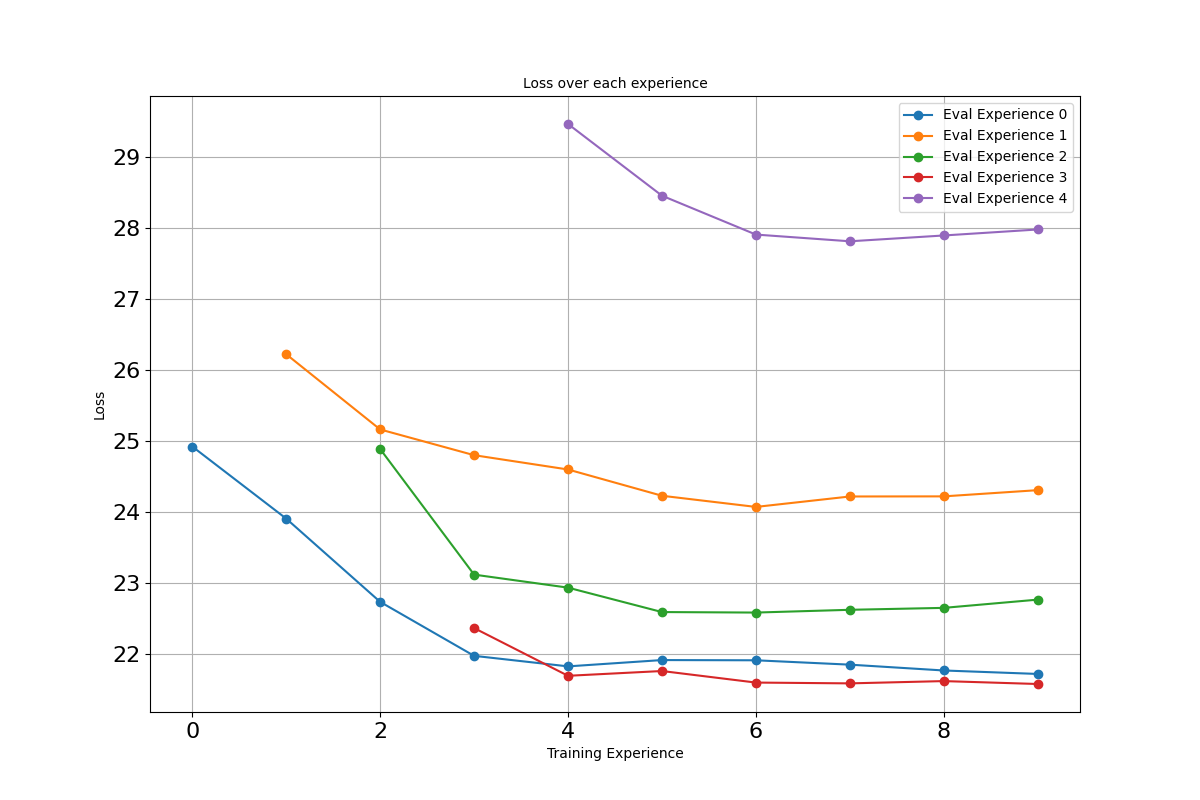 Loss over each experience
Eval Experience 0
Eval Experience 1
Eval Experience 2
Eval Experience 3
Eval Experience 4
29
28
27
26
25
24
23
22
Loss
0 2 4 6 8
Training Experience